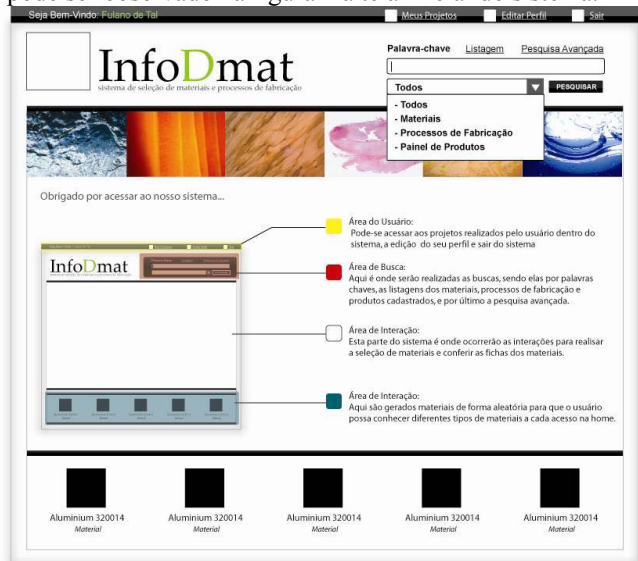 Seja Bem-Vindo: Fulano de Tal
Meus Projetos
Editar Perfil
Sair
InfoDmat
sistema de seleção de materiais e processos de fabricação
Palavra-chave
Listagem
Pesquisa Avançada
Todos
PESQUISAR
- Todos
- Materiais
- Processos de Fabricação
- Painel de Produtos
Obrigado por acessar ao nosso sistema...
InfoDmat
Área do Usuário:
Pode-se acessar aos projetos realizados pelo usuário dentro do
sistema, a edição do seu perfil e sair do sistema
Área de Busca:
Aqui é onde serão realizadas as buscas, sendo elas por palavras
chaves, as listagens dos materiais, processos de fabricação e
produtos cadastrados, e por último a pesquisa avançada.
Área de Interação:
Esta parte do sistema é onde ocorrerão as interações para realisar
a seleção de materiais e conferir as fichas dos materiais.
Área de Interação:
Aqui são gerados materiais de forma aleatória para que o usuário
possa conhecer diferentes tipos de materiais a cada acesso na home.
Aluminium 320014
Material
Aluminium 320014
Material
Aluminium 320014
Material
Aluminium 320014
Material
Aluminium 320014
Material